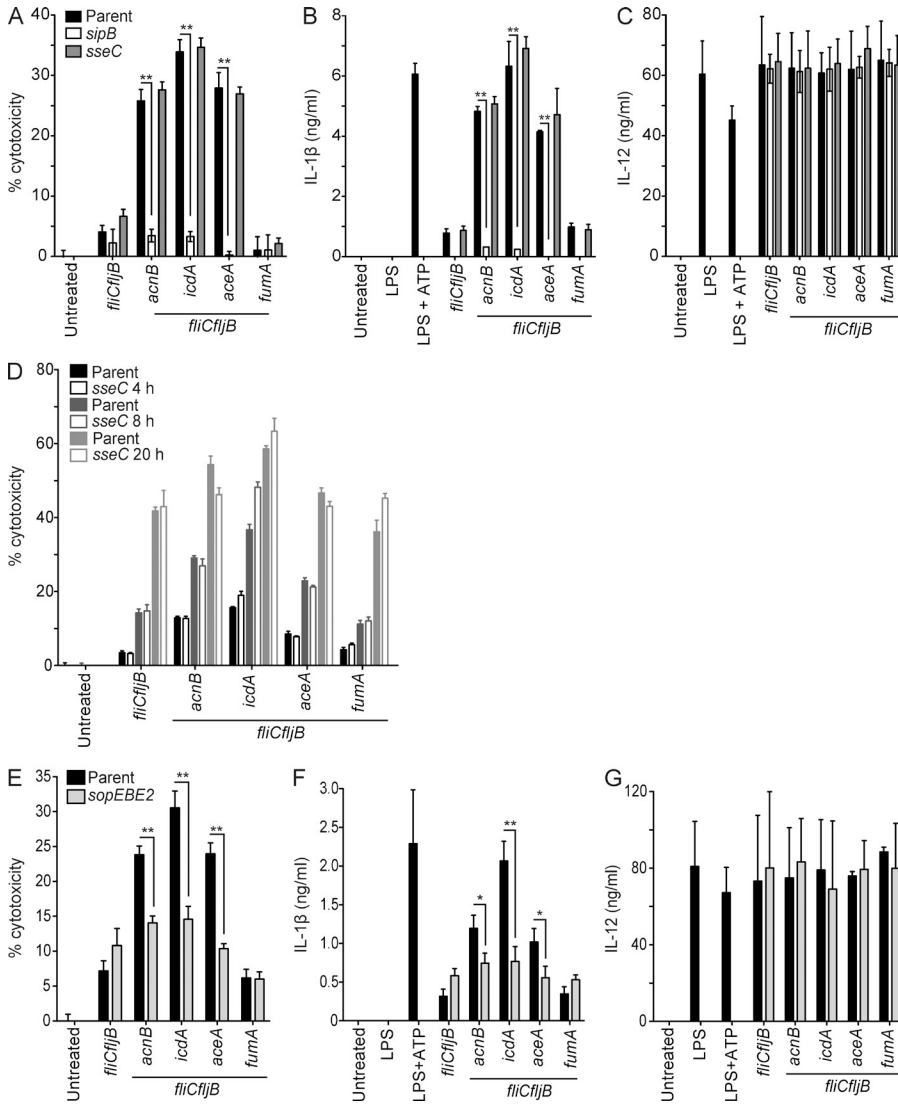 A
Parent
sipB
sseC
% cytotoxicity
40
30
20
10
0
**
**
**
Untreated
fliCfljB
acnB
icdA
aceA
fumA
fliCfljB
B
IL-1β (ng/ml)
8
6
4
2
0
**
**
**
Untreated
LPS
LPS + ATP
fliCfljB
acnB
icdA
aceA
fumA
fliCfljB
C
IL-12 (ng/ml)
80
60
40
20
0
Untreated
LPS
LPS + ATP
fliCfljB
acnB
icdA
aceA
fumA
fliCfljB
D
Parent
sseC 4 h
Parent
sseC 8 h
Parent
sseC 20 h
% cytotoxicity
80
60
40
20
0
Untreated
fliCfljB
acnB
icdA
aceA
fumA
fliCfljB
E
Parent
sopEBE2
% cytotoxicity
35
30
25
20
15
10
5
0
**
**
**
Untreated
fliCfljB
acnB
icdA
aceA
fumA
fliCfljB
F
IL-1β (ng/ml)
3.0
2.5
2.0
1.5
1.0
0.5
0
*
**
*
Untreated
LPS
LPS+ATP
fliCfljB
acnB
icdA
aceA
fumA
fliCfljB
G
IL-12 (ng/ml)
120
80
40
0
Untreated
LPS
LPS+ATP
fliCfljB
acnB
icdA
aceA
fumA
fliCfljB